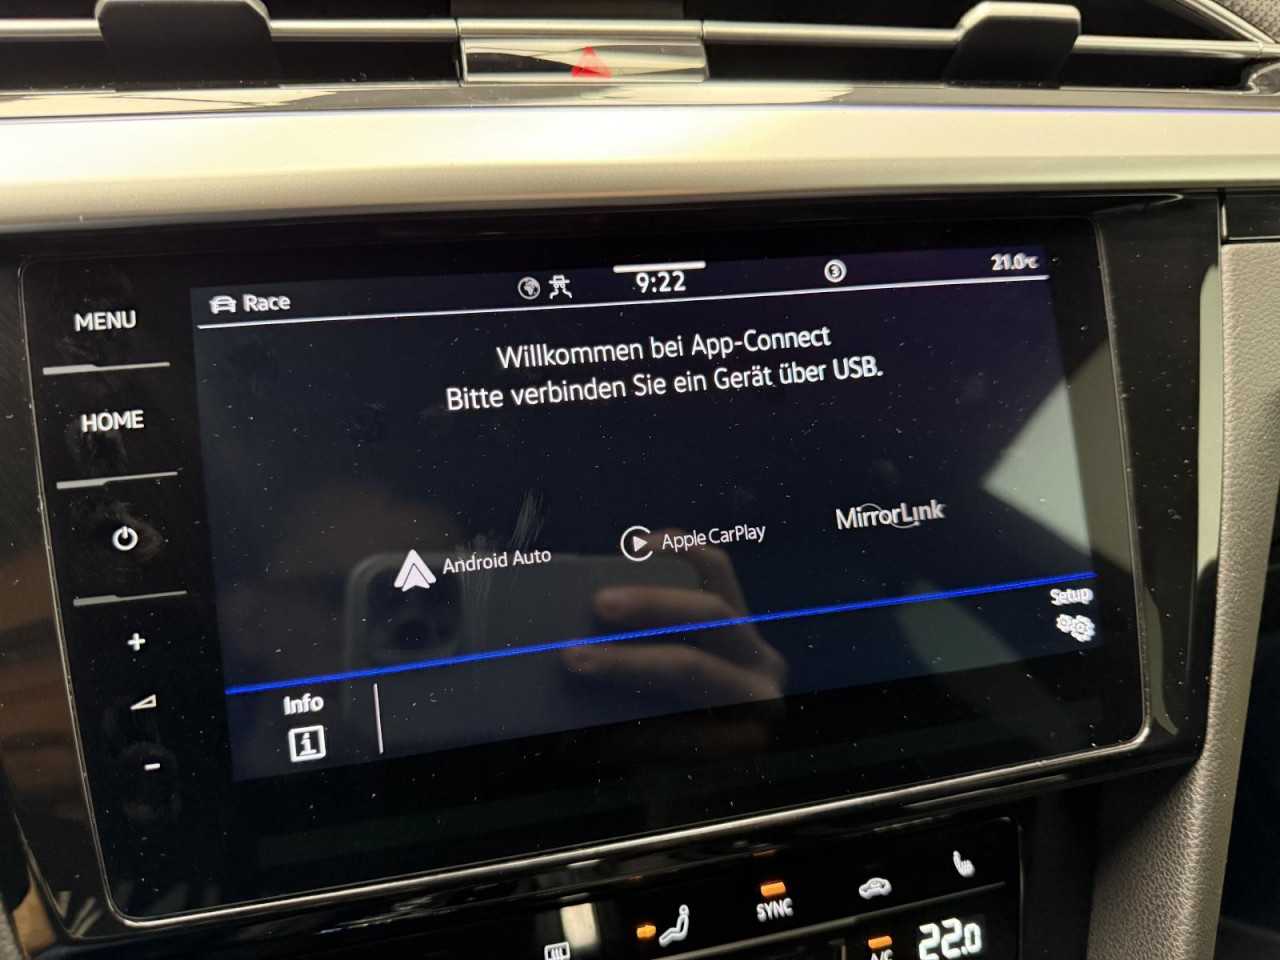 MENU
HOME
Race
9:22
3
21.0°C
Willkommen bei App-Connect
Bitte verbinden Sie ein Gerät über USB.
Android Auto
Apple CarPlay
MirrorLink
Setup
Info
SYNC
A/C
22.0